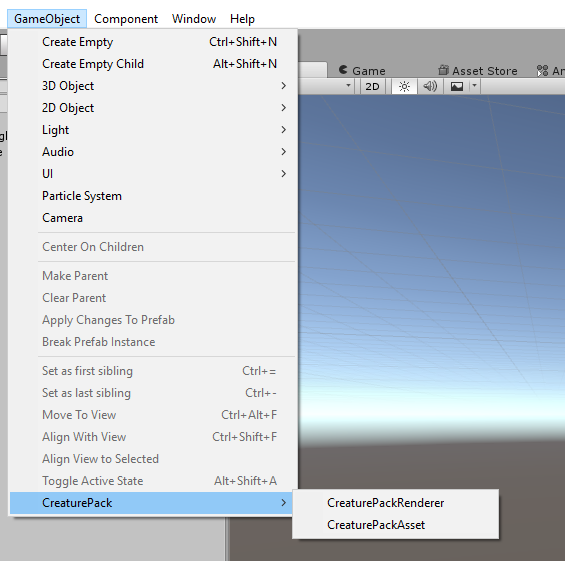 GameObject Component Window Help
Create Empty Ctrl+Shift+N
Create Empty Child Alt+Shift+N
3D Object
Game Asset Store
2D
2D Object
Light
Audio
UI
Particle System
Camera
Center On Children
Make Parent
Clear Parent
Apply Changes To Prefab
Break Prefab Instance
Set as first sibling Ctrl+=
Set as last sibling Ctrl+-
Move To View Ctrl+Alt+F
Align With View Ctrl+Shift+F
Align View to Selected
Toggle Active State Alt+Shift+A
CreaturePack
CreaturePackRenderer
CreaturePackAsset